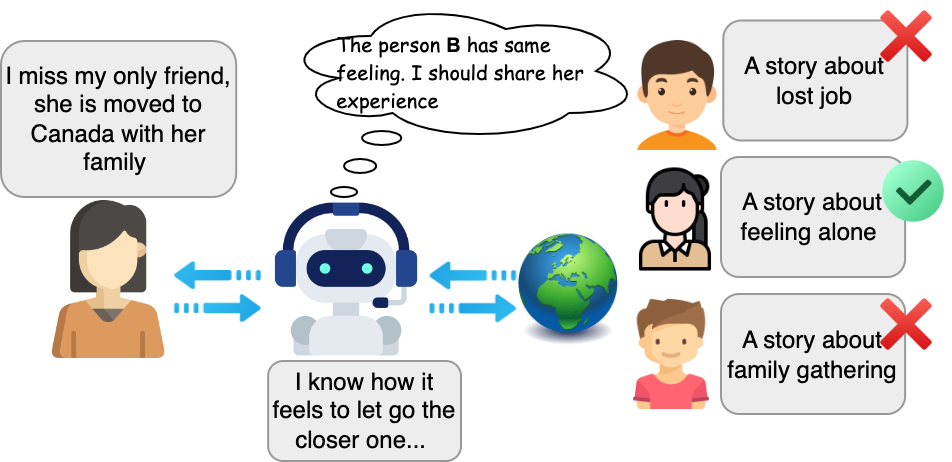 I miss my only friend,
she is moved to
Canada with her
family
The person B has same
feeling. I should share her
experience
A story about
lost job
A story about
feeling alone
A story about
family gathering
I know how it
feels to let go the
closer one...